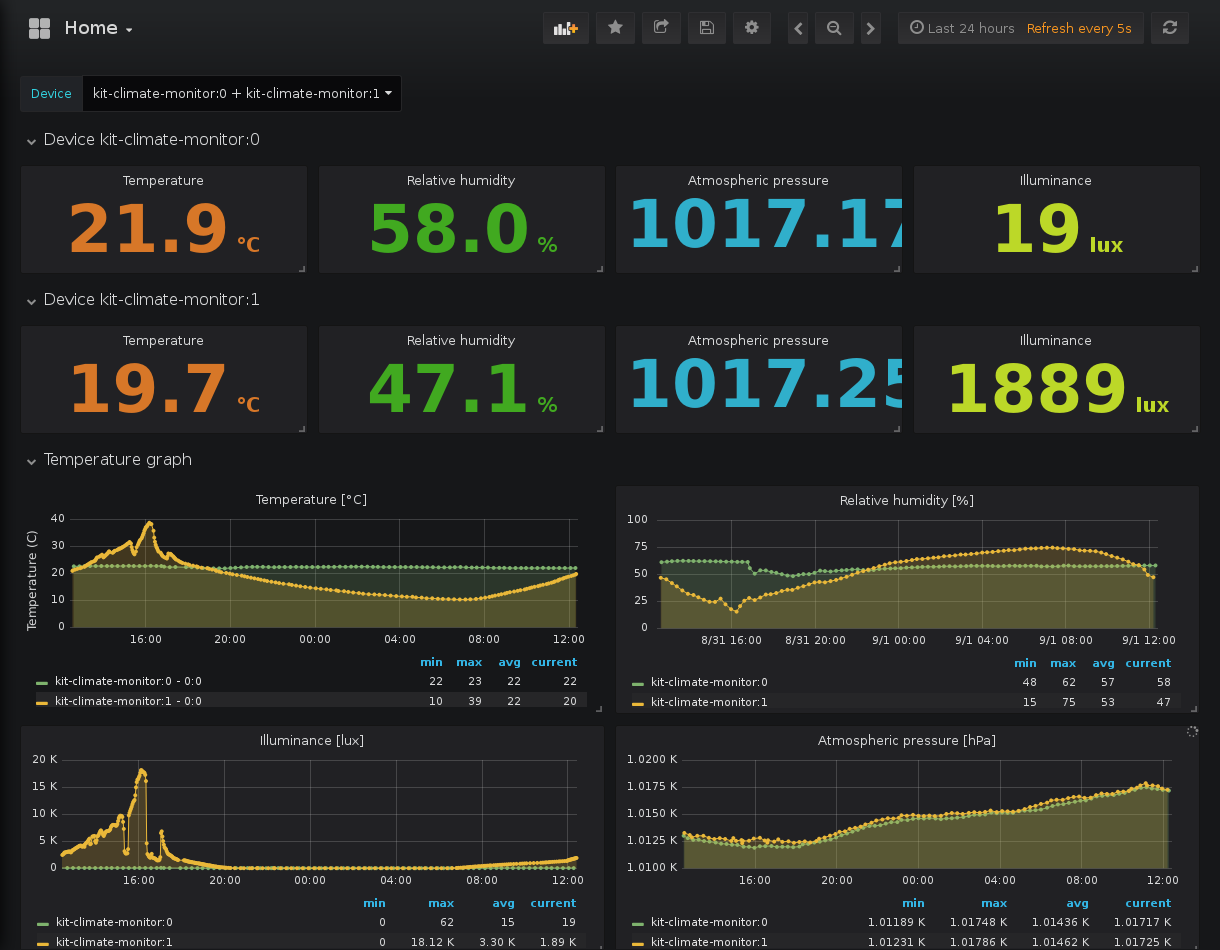 Home
Last 24 hours Refresh every 5s
Device kit-climate-monitor:0 + kit-climate-monitor:1
Device kit-climate-monitor:0
Temperature Relative humidity Atmospheric pressure Illuminance
21.9 °C 58.0 % 1017.17 19 lux
Device kit-climate-monitor:1
Temperature Relative humidity Atmospheric pressure Illuminance
19.7 °C 47.1 % 1017.25 1889 lux
Temperature graph
Temperature [°C]
Temperature (C)
40
30
20
10
0
16:00 20:00 00:00 04:00 08:00 12:00
min max avg current
kit-climate-monitor:0 - 0:0 22 23 22 22
kit-climate-monitor:1 - 0:0 10 39 22 20
Relative humidity [%]
100
75
50
25
0
8/31 16:00 8/31 20:00 9/1 00:00 9/1 04:00 9/1 08:00 9/1 12:00
min max avg current
kit-climate-monitor:0 48 62 57 58
kit-climate-monitor:1 15 75 53 47
Illuminance [lux]
20 K
15 K
10 K
5 K
0
16:00 20:00 00:00 04:00 08:00 12:00
min max avg current
kit-climate-monitor:0 0 62 15 19
kit-climate-monitor:1 0 18.12 K 3.30 K 1.89 K
Atmospheric pressure [hPa]
1.0200 K
1.0175 K
1.0150 K
1.0125 K
1.0100 K
16:00 20:00 00:00 04:00 08:00 12:00
min max avg current
kit-climate-monitor:0 1.01189 K 1.01748 K 1.01436 K 1.01717 K
kit-climate-monitor:1 1.01231 K 1.01786 K 1.01462 K 1.01725 K